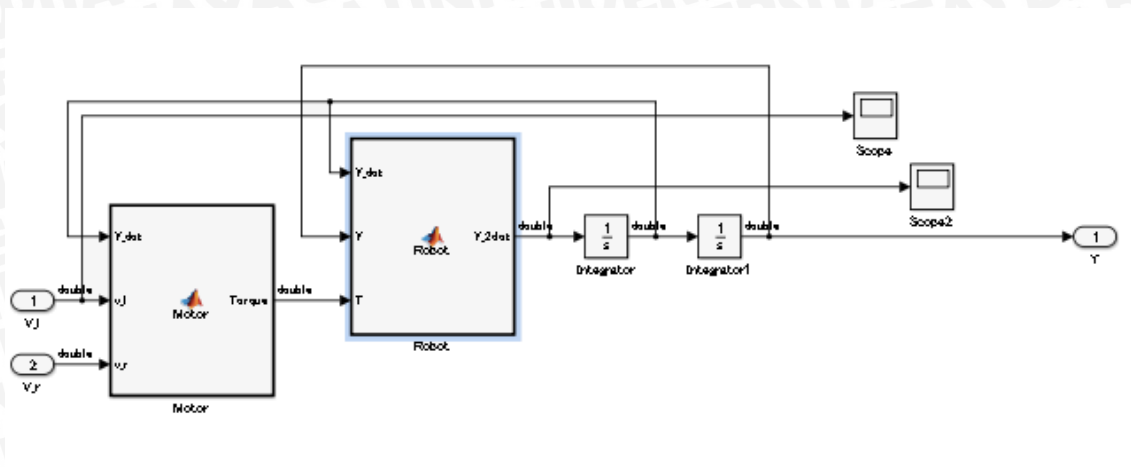 Scope
Scope2
Y_dot
Y
T
Robot
Y_2dot
Robot
double
1
s
Integrator
double
1
s
Integrator1
double
1
Y
Y_dot
v_l
v_r
Motor
Torque
Motor
double
1
V_l
double
2
V_r
double